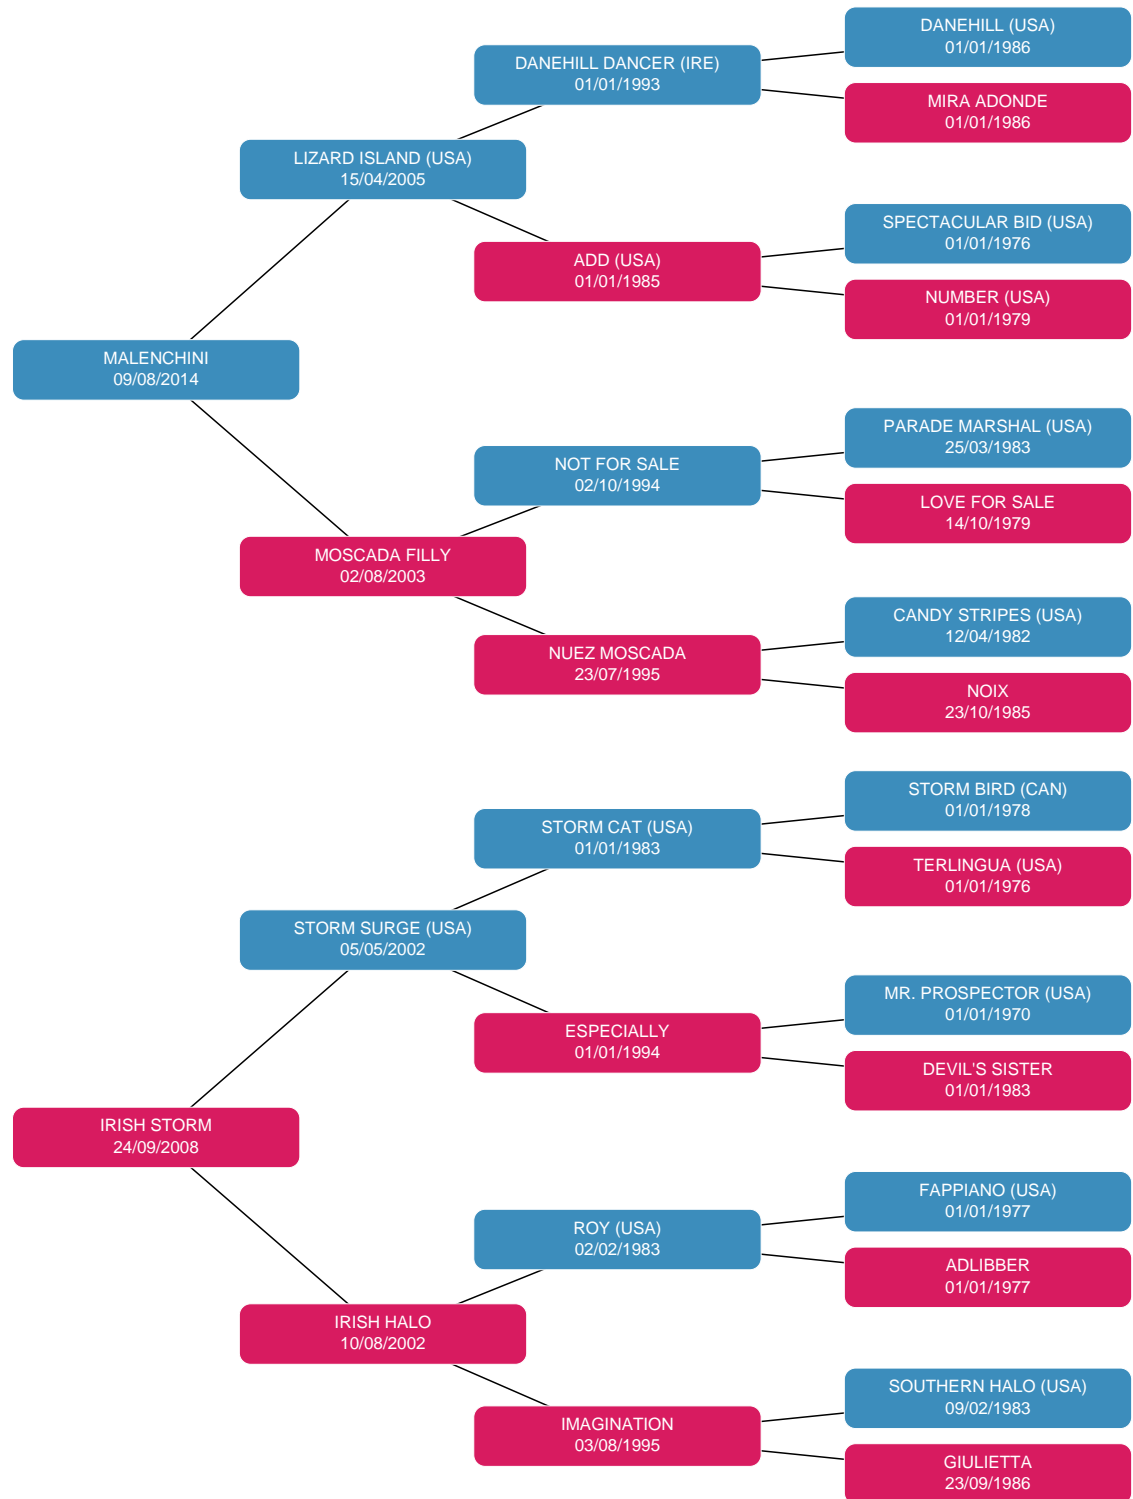 DANEHILL (USA)
01/01/1986
DANEHILL DANCER (IRE)
01/01/1993
MIRA ADONDE
01/01/1986
LIZARD ISLAND (USA)
15/04/2005
SPECTACULAR BID (USA)
01/01/1976
ADD (USA)
01/01/1985
NUMBER (USA)
01/01/1979
MALENCHINI
09/08/2014
PARADE MARSHAL (USA)
25/03/1983
NOT FOR SALE
02/10/1994
LOVE FOR SALE
14/10/1979
MOSCADA FILLY
02/08/2003
CANDY STRIPES (USA)
12/04/1982
NUEZ MOSCADA
23/07/1995
NOIX
23/10/1985
STORM BIRD (CAN)
01/01/1978
STORM CAT (USA)
01/01/1983
TERLINGUA (USA)
01/01/1976
STORM SURGE (USA)
05/05/2002
MR. PROSPECTOR (USA)
01/01/1970
ESPECIALLY
01/01/1994
DEVIL'S SISTER
01/01/1983
IRISH STORM
24/09/2008
FAPPIANO (USA)
01/01/1977
ROY (USA)
02/02/1983
ADLIBBER
01/01/1977
IRISH HALO
10/08/2002
SOUTHERN HALO (USA)
09/02/1983
IMAGINATION
03/08/1995
GIULIETTA
23/09/1986